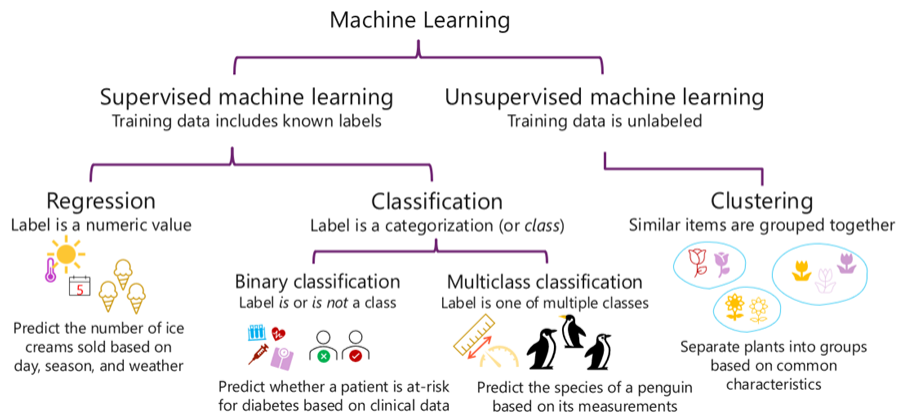 Machine Learning
Supervised machine learning
Training data includes known labels
Unsupervised machine learning
Training data is unlabeled
Regression
Label is a numeric value
5
Predict the number of ice
creams sold based on
day, season, and weather
Classification
Label is a categorization (or class)
Binary classification
Label is or is not a class
Predict whether a patient is at-risk
for diabetes based on clinical data
Multiclass classification
Label is one of multiple classes
Predict the species of a penguin
based on its measurements
Clustering
Similar items are grouped together
Separate plants into groups
based on common
characteristics